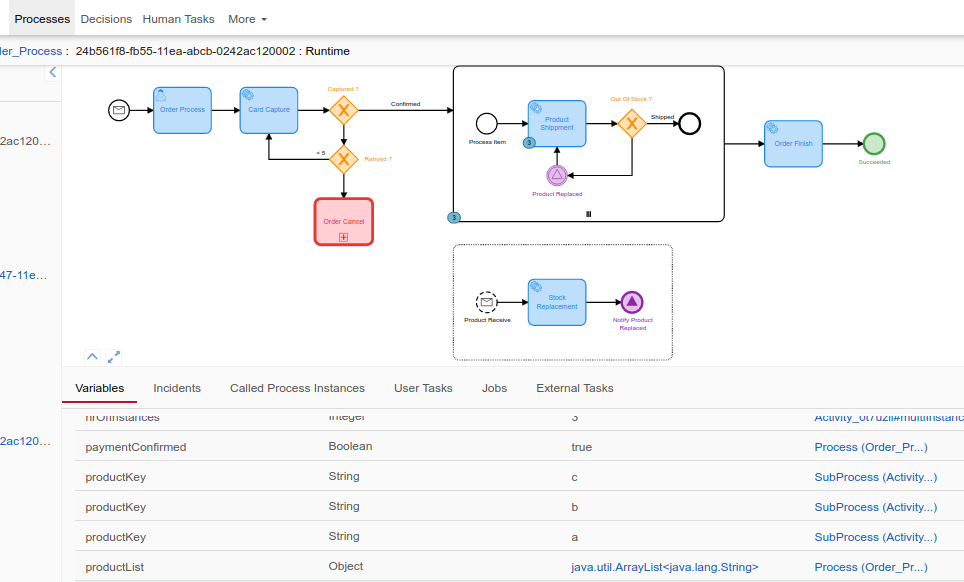 Processes Decisions Human Tasks More
ler_Process : 24b561f8-fb55-11ea-abcb-0242ac120002 : Runtime
2ac120…
47-11e…
2ac120…
Captured ?
Order Process
Card Capture
Confirmed
< 5
Retryed ?
Order Cancel
Process Item
Product
Shippment
3
Out Of Stock ?
Shipped
Product Replaced
3
Order Finish
Succeeded
Product Receive
Stock
Replacement
Notify Product
Replaced
Variables Incidents Called Process Instances User Tasks Jobs External Tasks
nrOfInstances Integer 3
paymentConfirmed Boolean true Process (Order_Pr...)
productKey String c SubProcess (Activity...)
productKey String b SubProcess (Activity...)
productKey String a SubProcess (Activity...)
productList Object java.util.ArrayList<java.lang.String> Process (Order_Pr...)